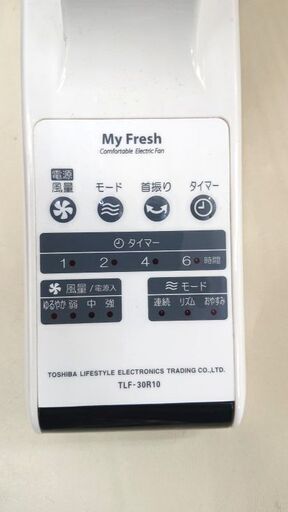 My Fresh
Comfortable Electric Fan
電源
風量 モード 首振り タイマー
タイマー
1 2 4 6 時間
風量/電源入 モード
ゆるやか 弱 中 強 連続 リズム おやすみ
TOSHIBA LIFESTYLE ELECTRONICS TRADING CO.,LTD.
TLF-30R10